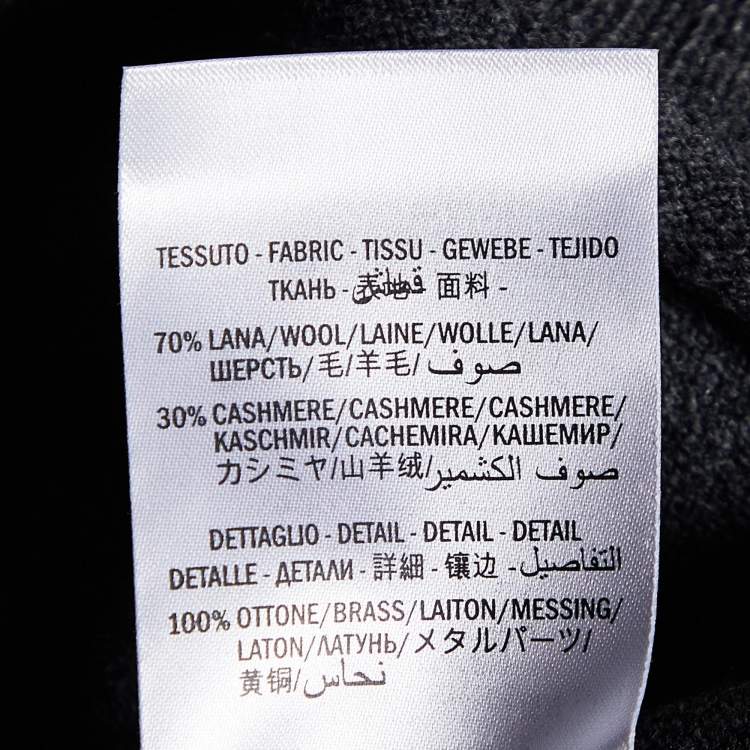 TESSUTO - FABRIC - TISSU - GEWEBE - TEJIDO
ТКАНЬ - 表地 قماش 面料 -
70% LANA/WOOL/LAINE/WOLLE/LANA/
ШЕРСТЬ/毛/羊毛/صوف
30% CASHMERE/CASHMERE/CASHMERE/
KASCHMIR/CACHEMIRA/КАШЕМИР/
カシミヤ/山羊绒/صوف الكشمير
DETTAGLIO - DETAIL - DETAIL - DETAIL
DETALLE - ДЕТАЛИ - 詳細 - 镶边 - التفاصيل
100% OTTONE/BRASS/LAITON/MESSING/
LATON/ЛАТУНЬ/メタルパーツ/
黄铜/نحاس